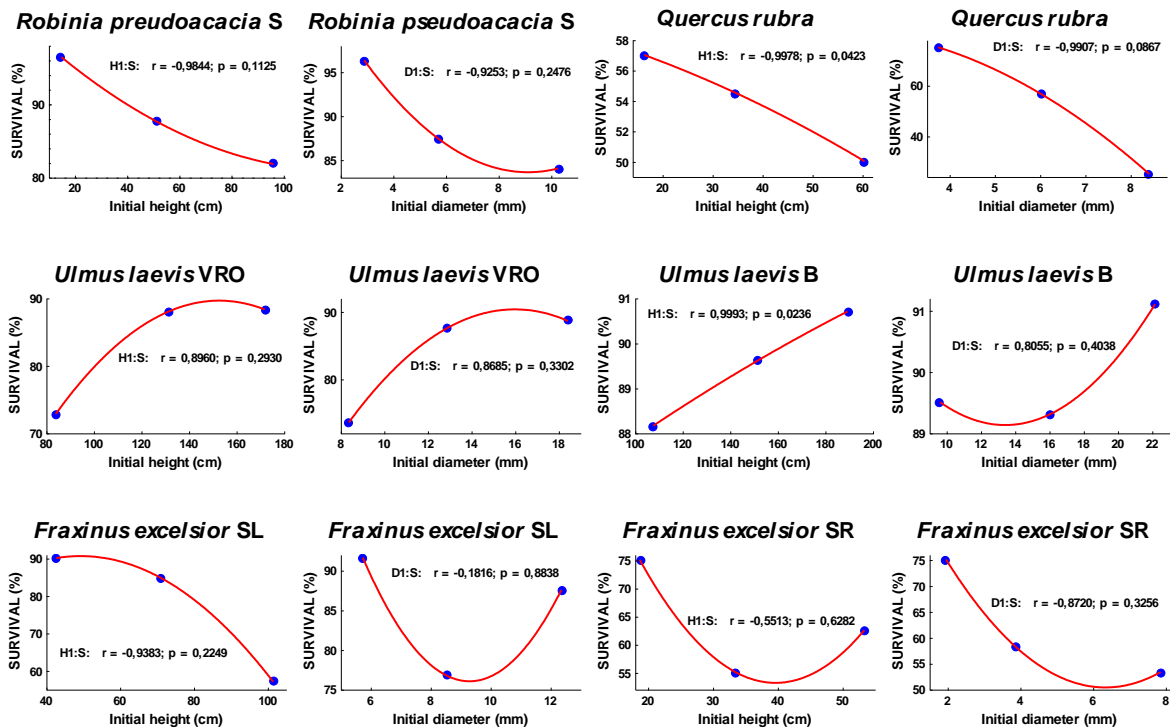 Robinia preudoacacia S
SURVIVAL (%)
90
80
H1:S: r = -0,9844; p = 0,1125
20 40 60 80 100
Initial height (cm)
Robinia pseudoacacia S
SURVIVAL (%)
95
90
85
D1:S: r = -0,9253; p = 0,2476
2 4 6 8 10
Initial diameter (mm)
Quercus rubra
SURVIVAL (%)
58
57
56
55
54
53
52
51
50
H1:S: r = -0,9978; p = 0,0423
20 30 40 50 60
Initial height (cm)
Quercus rubra
SURVIVAL (%)
60
40
D1:S: r = -0,9907; p = 0,0867
4 5 6 7 8
Initial diameter (mm)
Ulmus laevis VRO
SURVIVAL (%)
90
80
70
H1:S: r = 0,8960; p = 0,2930
80 100 120 140 160 180
Initial height (cm)
Ulmus laevis VRO
SURVIVAL (%)
90
80
D1:S: r = 0,8685; p = 0,3302
8 10 12 14 16 18
Initial diameter (mm)
Ulmus laevis B
SURVIVAL (%)
91
90
89
88
H1:S: r = 0,9993; p = 0,0236
100 120 140 160 180 200
Initial height (cm)
Ulmus laevis B
SURVIVAL (%)
91
90
89
D1:S: r = 0,8055; p = 0,4038
10 12 14 16 18 20 22
Initial diameter (mm)
Fraxinus excelsior SL
SURVIVAL (%)
90
80
70
60
H1:S: r = -0,9383; p = 0,2249
40 60 80 100
Initial height (cm)
Fraxinus excelsior SL
SURVIVAL (%)
90
85
80
75
D1:S: r = -0,1816; p = 0,8838
6 8 10 12
Initial diameter (mm)
Fraxinus excelsior SR
SURVIVAL (%)
75
70
65
60
55
H1:S: r = -0,5513; p = 0,6282
20 30 40 50
Initial height (cm)
Fraxinus excelsior SR
SURVIVAL (%)
75
70
65
60
55
50
D1:S: r = -0,8720; p = 0,3256
2 4 6 8
Initial diameter (mm)